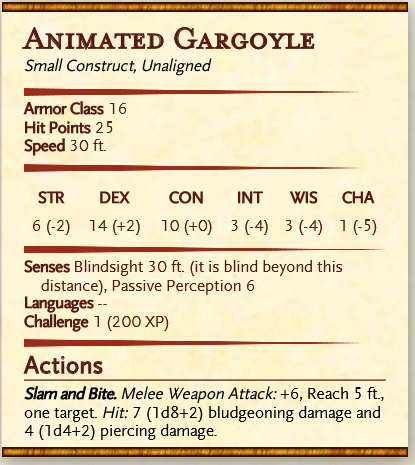 Animated Gargoyle
Small Construct, Unaligned
Armor Class 16
Hit Points 25
Speed 30 ft.
STR DEX CON INT WIS CHA
6 (-2) 14 (+2) 10 (+0) 3 (-4) 3 (-4) 1 (-5)
Senses Blindsight 30 ft. (it is blind beyond this
distance), Passive Perception 6
Languages --
Challenge 1 (200 XP)
Actions
Slam and Bite. Melee Weapon Attack: +6, Reach 5 ft.,
one target. Hit: 7 (1d8+2) bludgeoning damage and
4 (1d4+2) piercing damage.